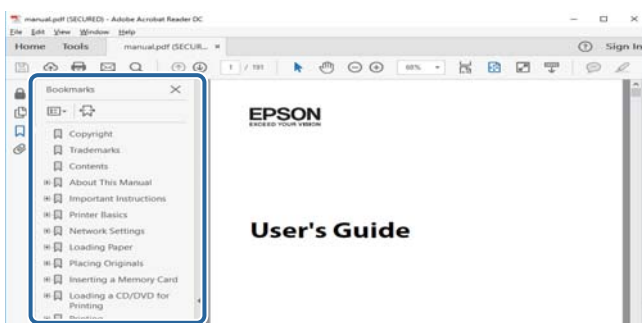 manual.pdf (SECURED) - Adobe Acrobat Reader DC
File Edit View Window Help
Home Tools manual.pdf (SECUR... × Sign In
1 / 191 68%
Bookmarks
Copyright
Trademarks
Contents
About This Manual
Important Instructions
Printer Basics
Network Settings
Loading Paper
Placing Originals
Inserting a Memory Card
Loading a CD/DVD for
Printing
Printing
EPSON
EXCEED YOUR VISION
User's Guide